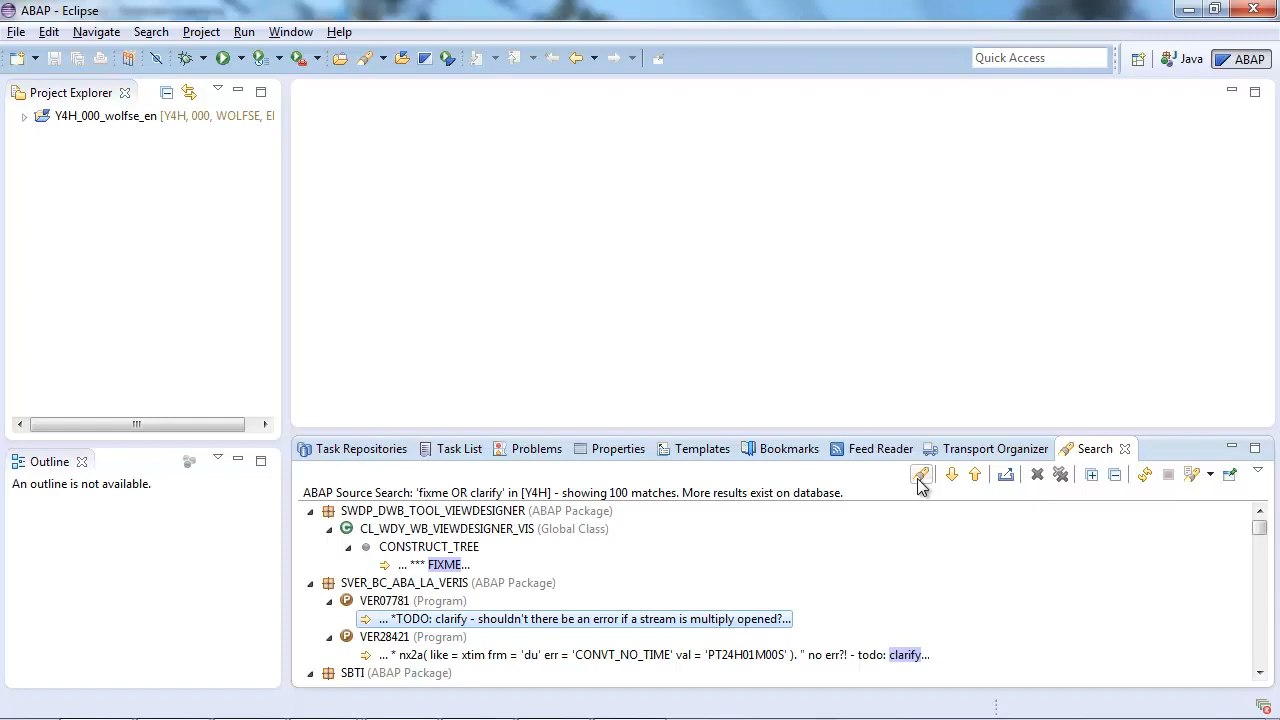 ABAP - Eclipse
File Edit Navigate Search Project Run Window Help
Quick Access
Java
ABAP
Project Explorer
Y4H_000_wolfse_en [Y4H, 000, WOLFSE, EI
Outline
An outline is not available.
Task Repositories Task List Problems Properties Templates Bookmarks Feed Reader Transport Organizer Search
ABAP Source Search: 'fixme OR clarify' in [Y4H] - showing 100 matches. More results exist on database.
SWDP_DWB_TOOL_VIEWDESIGNER (ABAP Package)
CL_WDY_WB_VIEWDESIGNER_VIS (Global Class)
CONSTRUCT_TREE
... *** FIXME...
SVER_BC_ABA_LA_VERIS (ABAP Package)
VER07781 (Program)
... *TODO: clarify - shouldn't there be an error if a stream is multiply opened?...
VER28421 (Program)
... * nx2a( like = xtim frm = 'du' err = 'CONVT_NO_TIME' val = 'PT24H01M00S' ). " no err?! - todo: clarify...
SBTI (ABAP Package)